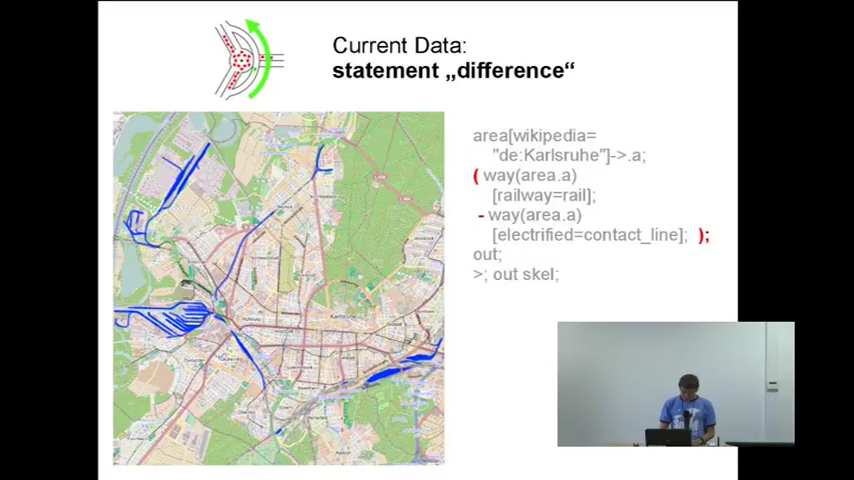 Current Data:
statement „difference“
area[wikipedia=
"de:Karlsruhe"]->.a;
( way(area.a)
[railway=rail];
- way(area.a)
[electrified=contact_line]; );
out;
>; out skel;